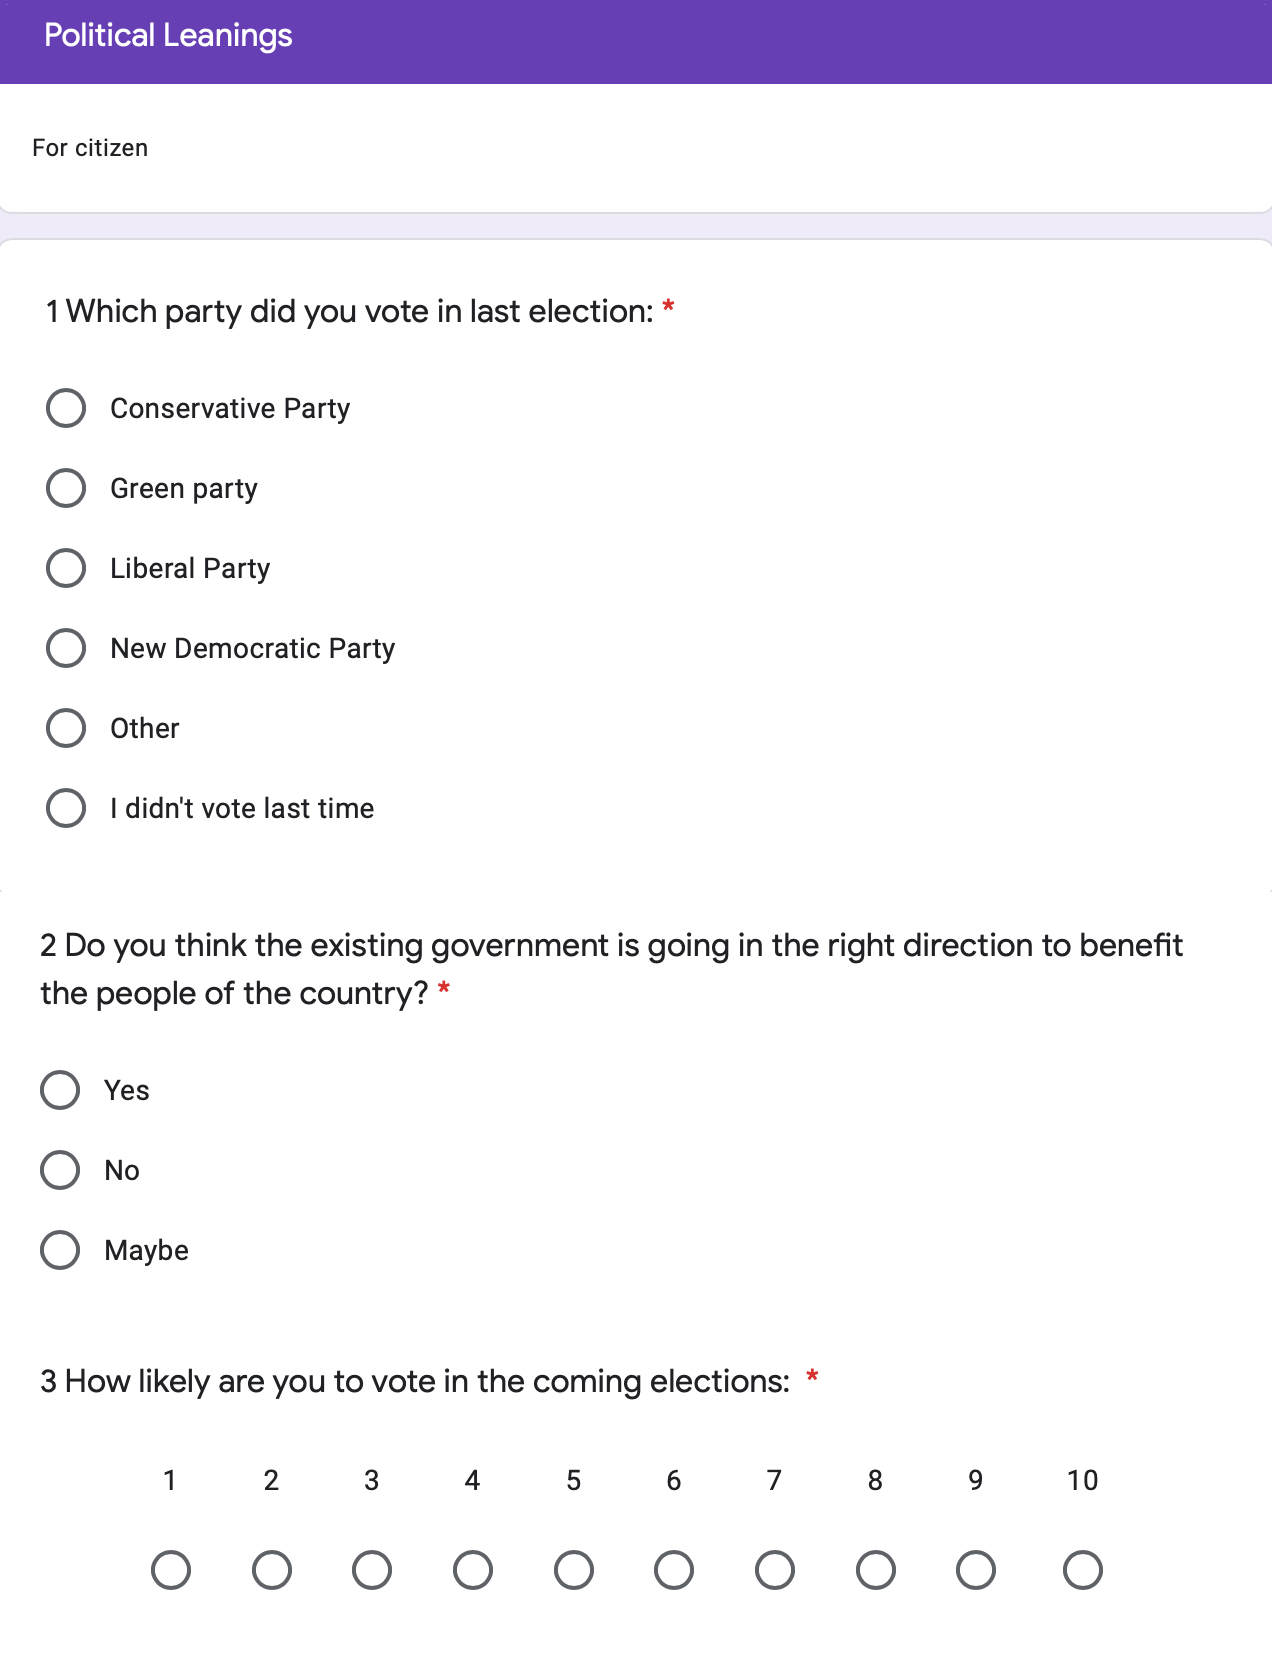 Political Leanings
For citizen
1 Which party did you vote in last election: *
Conservative Party
Green party
Liberal Party
New Democratic Party
Other
I didn't vote last time
2 Do you think the existing government is going in the right direction to benefit
the people of the country? *
Yes
No
Maybe
3 How likely are you to vote in the coming elections: *
1 2 3 4 5 6 7 8 9 10